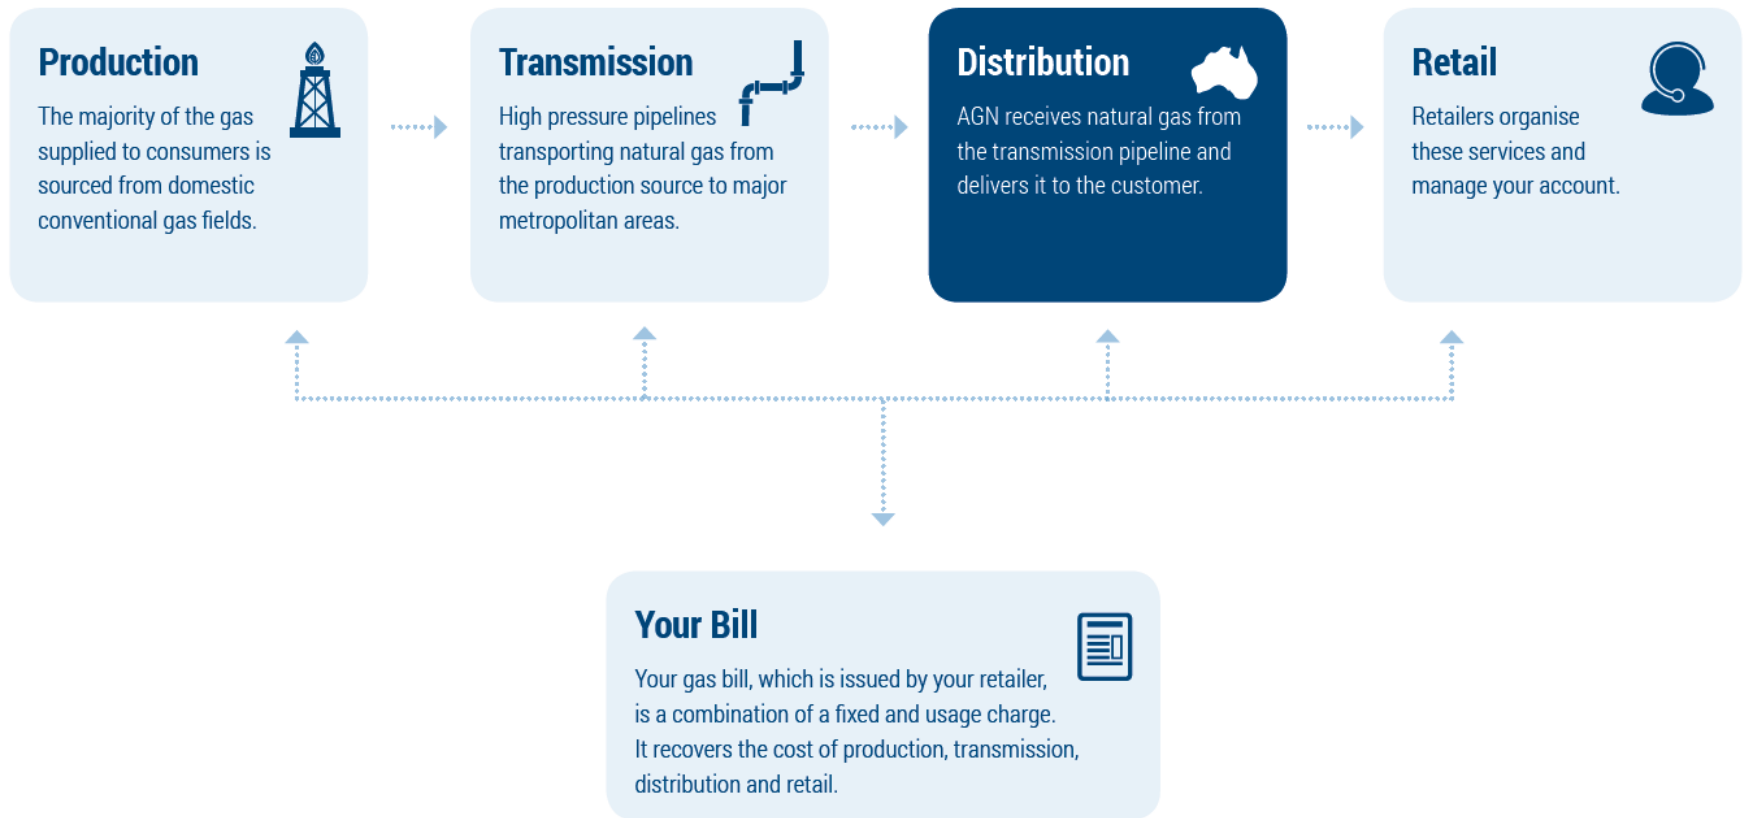 Production
The majority of the gas
supplied to consumers is
sourced from domestic
conventional gas fields.
Transmission
High pressure pipelines
transporting natural gas from
the production source to major
metropolitan areas.
Distribution
AGN receives natural gas from
the transmission pipeline and
delivers it to the customer.
Retail
Retailers organise
these services and
manage your account.
Your Bill
Your gas bill, which is issued by your retailer,
is a combination of a fixed and usage charge.
It recovers the cost of production, transmission,
distribution and retail.